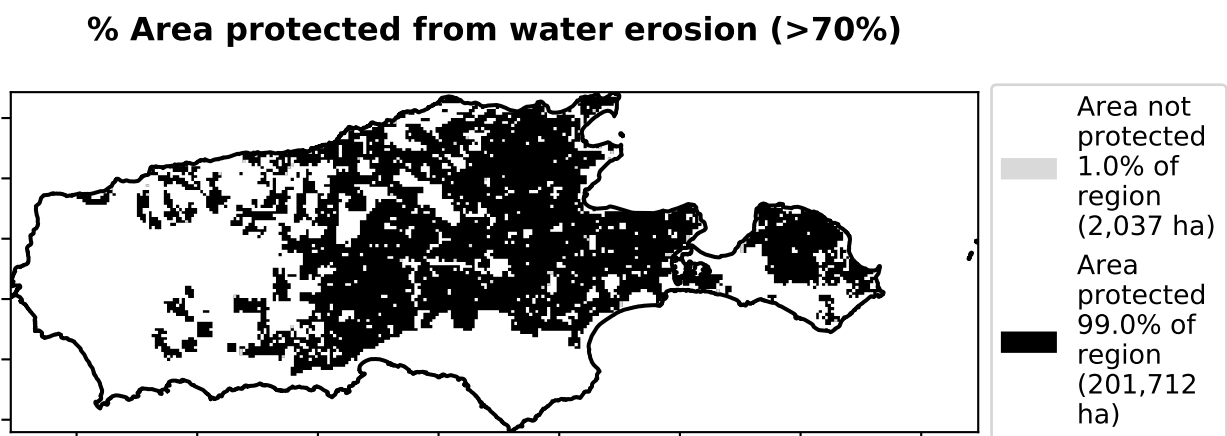 % Area protected from water erosion (>70%)
Area not
protected
1.0% of
region
(2,037 ha)
Area
protected
99.0% of
region
(201,712
ha)